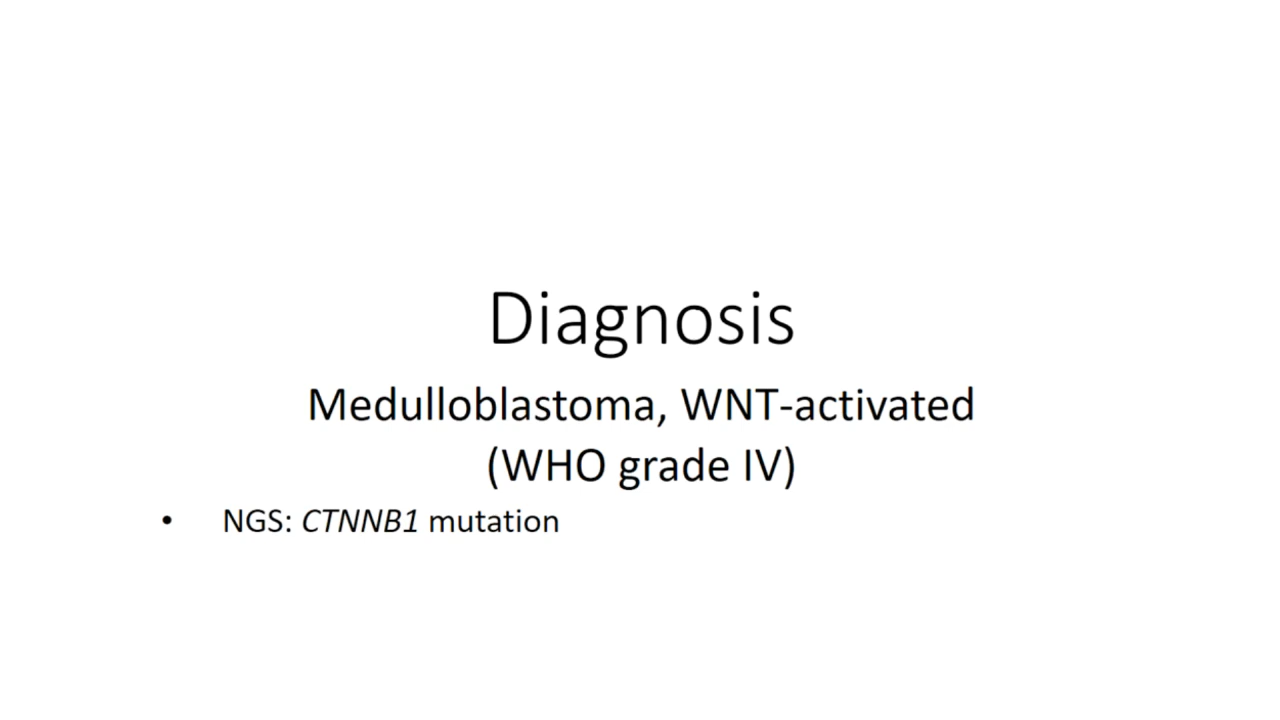 Diagnosis
Medulloblastoma, WNT-activated
(WHO grade IV)
• NGS: CTNNB1 mutation